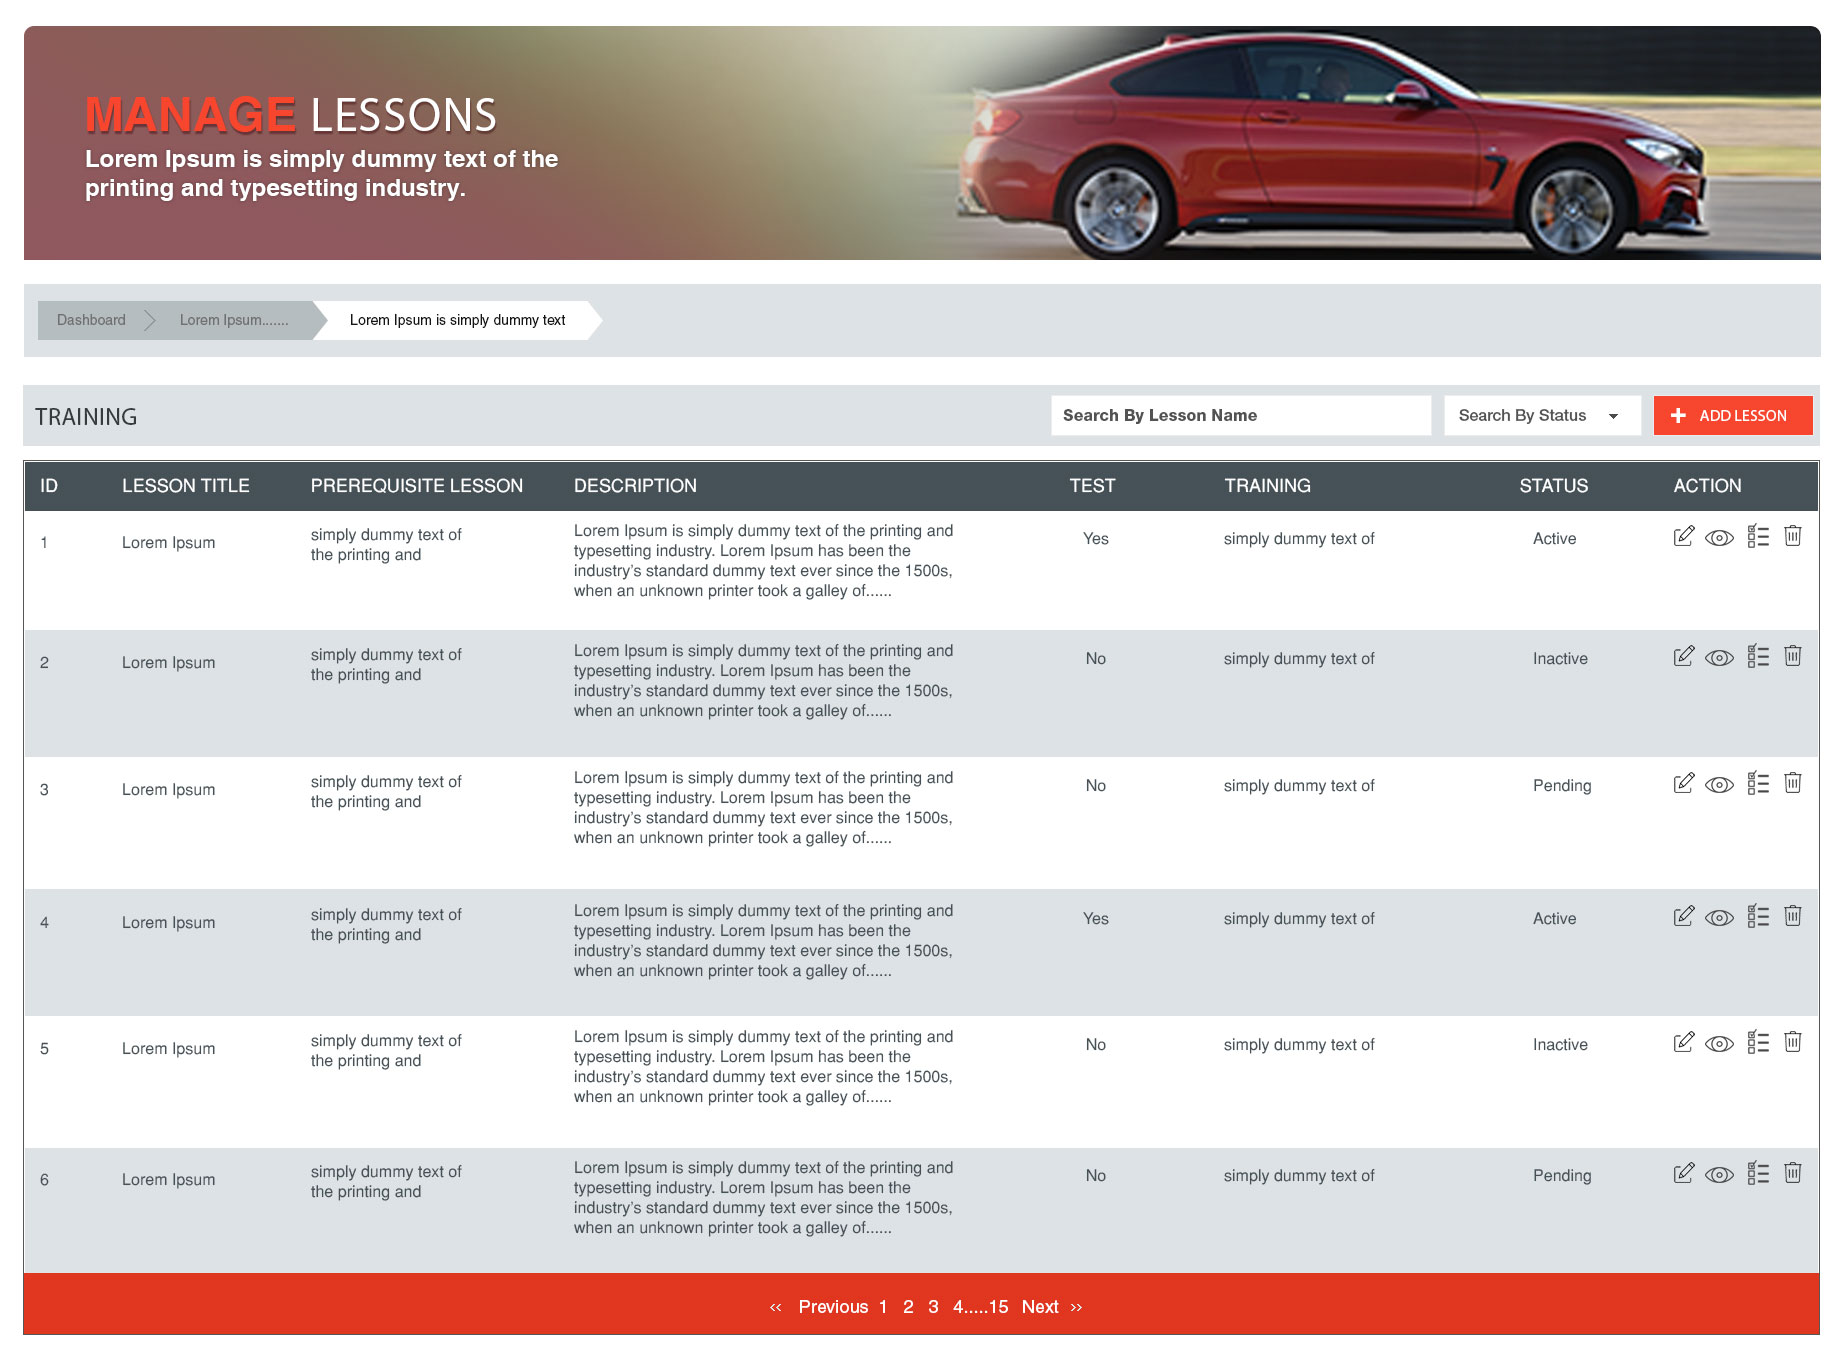 MANAGE LESSONS
Lorem Ipsum is simply dummy text of the
printing and typesetting industry.
Dashboard Lorem Ipsum....... Lorem Ipsum is simply dummy text
TRAINING Search By Lesson Name Search By Status ADD LESSON
ID LESSON TITLE PREREQUISITE LESSON DESCRIPTION TEST TRAINING STATUS ACTION
1 Lorem Ipsum
simply dummy text of
the printing and
Lorem Ipsum is simply dummy text of the printing and
typesetting industry. Lorem Ipsum has been the
industry’s standard dummy text ever since the 1500s,
when an unknown printer took a galley of......
Yes simply dummy text of Active
2 Lorem Ipsum
simply dummy text of
the printing and
Lorem Ipsum is simply dummy text of the printing and
typesetting industry. Lorem Ipsum has been the
industry’s standard dummy text ever since the 1500s,
when an unknown printer took a galley of......
No simply dummy text of Inactive
3 Lorem Ipsum
simply dummy text of
the printing and
Lorem Ipsum is simply dummy text of the printing and
typesetting industry. Lorem Ipsum has been the
industry’s standard dummy text ever since the 1500s,
when an unknown printer took a galley of......
No simply dummy text of Pending
4 Lorem Ipsum
simply dummy text of
the printing and
Lorem Ipsum is simply dummy text of the printing and
typesetting industry. Lorem Ipsum has been the
industry’s standard dummy text ever since the 1500s,
when an unknown printer took a galley of......
Yes simply dummy text of Active
5 Lorem Ipsum
simply dummy text of
the printing and
Lorem Ipsum is simply dummy text of the printing and
typesetting industry. Lorem Ipsum has been the
industry’s standard dummy text ever since the 1500s,
when an unknown printer took a galley of......
No simply dummy text of Inactive
6 Lorem Ipsum
simply dummy text of
the printing and
Lorem Ipsum is simply dummy text of the printing and
typesetting industry. Lorem Ipsum has been the
industry’s standard dummy text ever since the 1500s,
when an unknown printer took a galley of......
No simply dummy text of Pending
‹‹ Previous 1 2 3 4.....15 Next ››